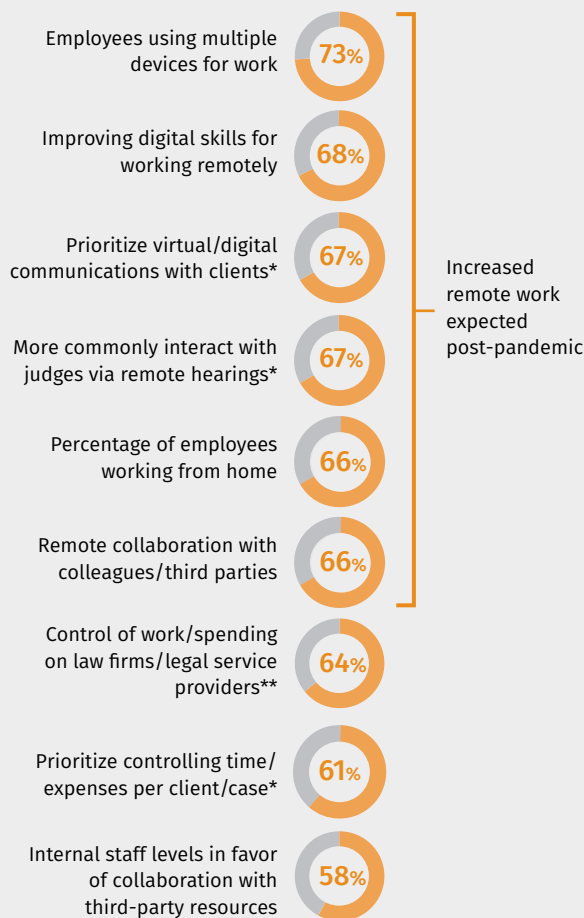 Employees using multiple
devices for work
73%
Improving digital skills for
working remotely
68%
Prioritize virtual/digital
communications with clients*
67%
More commonly interact with
judges via remote hearings*
67%
Percentage of employees
working from home
66%
Remote collaboration with
colleagues/third parties
66%
Increased
remote work
expected
post-pandemic
Control of work/spending
on law firms/legal service
providers**
64%
Prioritize controlling time/
expenses per client/case*
61%
Internal staff levels in favor
of collaboration with
third-party resources
58%